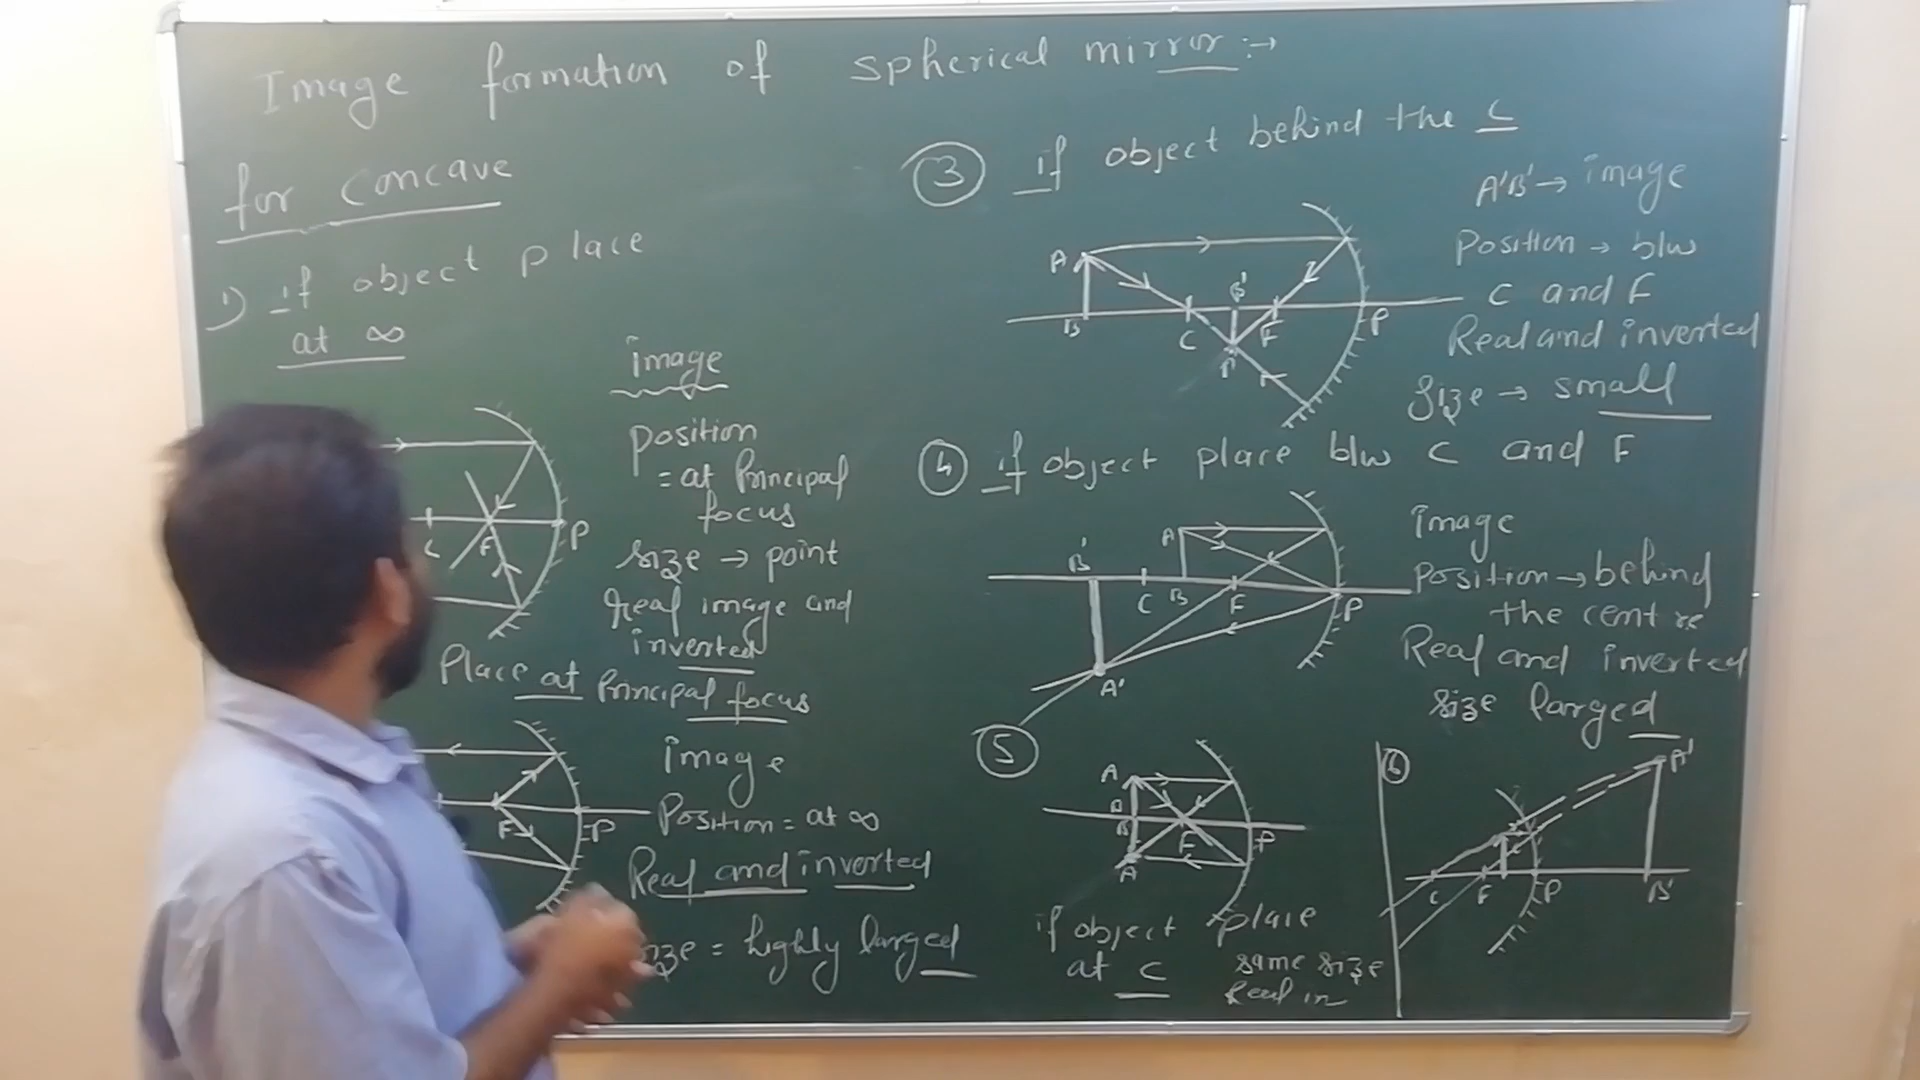 Image formation of spherical mirror :→
for concave
1) if object place
at ∞
image
position
= at principal
focus
size → point
real image and
inverted
C F P
Place at principal focus
image
Position = at ∞
Real and inverted
size = highly larged
F P
3 if object behind the C
A'B' → image
Position → b/w
C and F
Real and inverted
Size → small
A B C B' F P
4 if object place b/w C and F
image
position → behind
the centre
Real and inverted
size larged
B' A C B F P A'
5
A B F P A
if object place
at C
same size
Real in
6
A' C F P B'